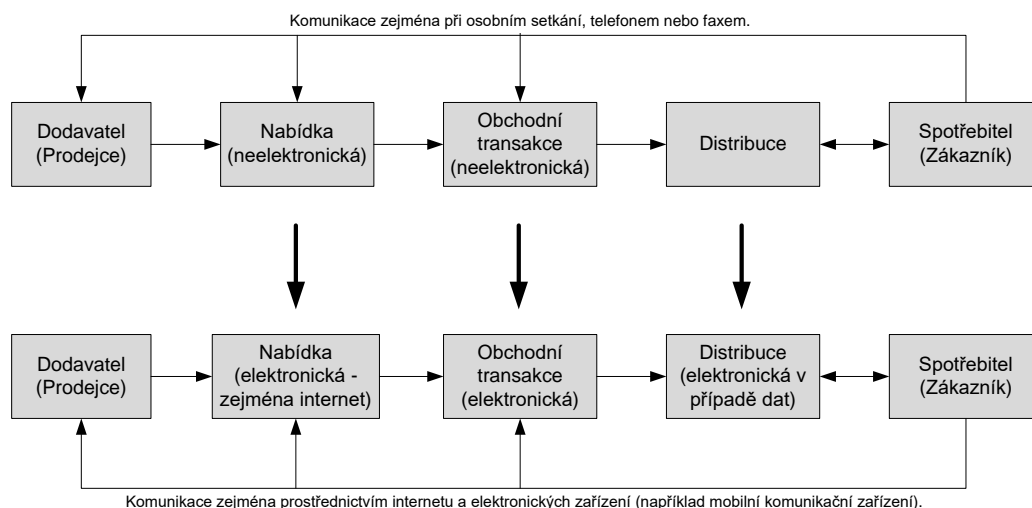 Komunikace zejména při osobním setkání, telefonem nebo faxem.
Dodavatel
(Prodejce)
Nabídka
(neelektronická)
Obchodní
transakce
(neelektronická)
Distribuce
Spotřebitel
(Zákazník)
Dodavatel
(Prodejce)
Nabídka
(elektronická -
zejména internet)
Obchodní
transakce
(elektronická)
Distribuce
(elektronická v
případě dat)
Spotřebitel
(Zákazník)
Komunikace zejména prostřednictvím internetu a elektronických zařízení (například mobilní komunikační zařízení).